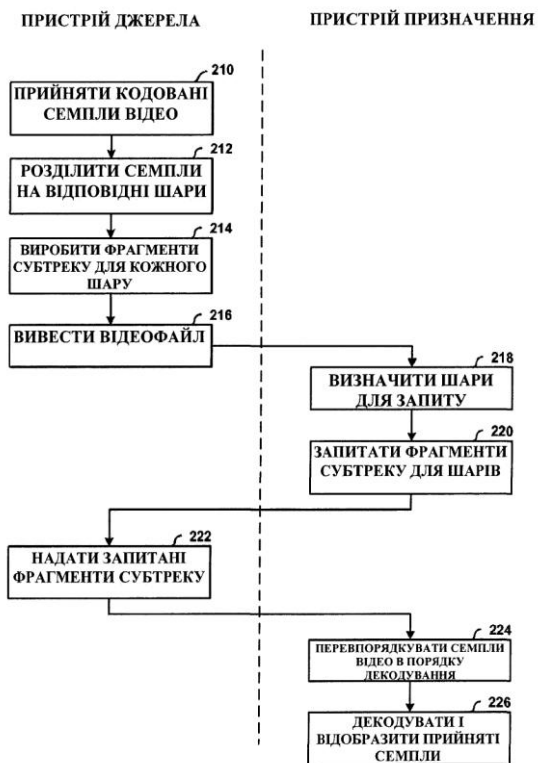 ПРИСТРІЙ ДЖЕРЕЛА
ПРИСТРІЙ ПРИЗНАЧЕННЯ
210
ПРИЙНЯТИ КОДОВАНІ
СЕМПЛИ ВІДЕО
212
РОЗДІЛИТИ СЕМПЛИ
НА ВІДПОВІДНІ ШАРИ
214
ВИРОБИТИ ФРАГМЕНТИ
СУБТРЕКУ ДЛЯ КОЖНОГО
ШАРУ
216
ВИВЕСТИ ВІДЕОФАЙЛ
218
ВИЗНАЧИТИ ШАРИ
ДЛЯ ЗАПИТУ
220
ЗАПИТАТИ ФРАГМЕНТИ
СУБТРЕКУ ДЛЯ ШАРІВ
222
НАДАТИ ЗАПИТАНІ
ФРАГМЕНТИ СУБТРЕКУ
224
ПЕРЕВПОРЯДКУВАТИ СЕМПЛИ
ВІДЕО В ПОРЯДКУ
ДЕКОДУВАННЯ
226
ДЕКОДУВАТИ І
ВІДОБРАЗИТИ ПРИЙНЯТІ
СЕМПЛИ